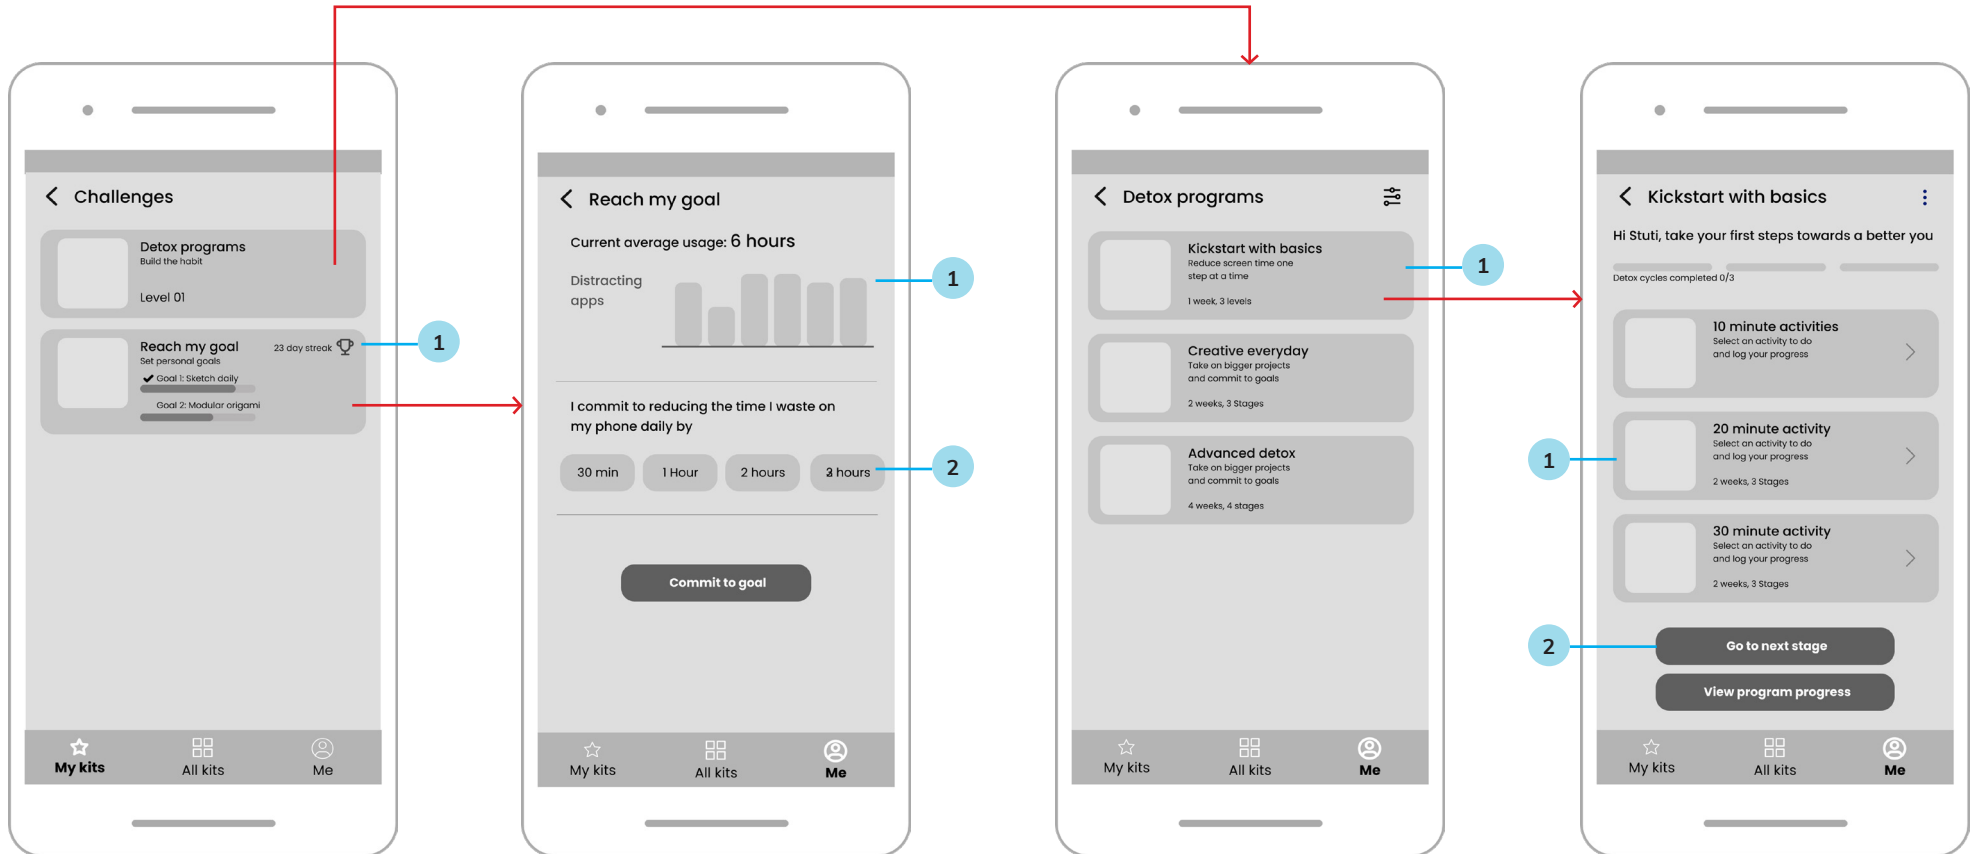 Challenges
Detox programs
Build the habit
Level 01
Reach my goal
23 day streak
Set personal goals
Goal 1: Sketch daily
Goal 2: Modular origami
1
My kits
All kits
Me
Reach my goal
Current average usage: 6 hours
Distracting
apps
1
I commit to reducing the time I waste on
my phone daily by
30 min
1 Hour
2 hours
hours
2
Commit to goal
My kits
All kits
Me
Detox programs
Kickstart with basics
Reduce screen time one
step at a time
1 week, 3 levels
1
Creative everyday
Take on bigger projects
and commit to goals
2 weeks, 3 Stages
Advanced detox
Take on bigger projects
and commit to goals
4 weeks, 4 stages
My kits
All kits
Me
Kickstart with basics
Hi Stuti, take your first steps towards a better you
Detox cycles completed 0/3
10 minute activities
Select an activity to do
and log your progress
20 minute activity
Select an activity to do
and log your progress
2 weeks, 3 Stages
1
30 minute activity
Select an activity to do
and log your progress
2 weeks, 3 Stages
2
Go to next stage
View program progress
My kits
All kits
Me